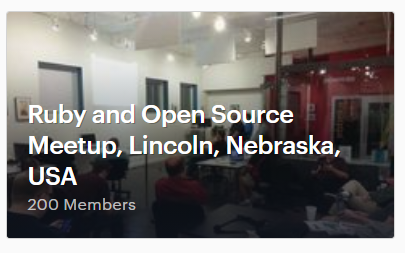 Ruby and Open Source
Meetup, Lincoln, Nebraska,
USA
200 Members